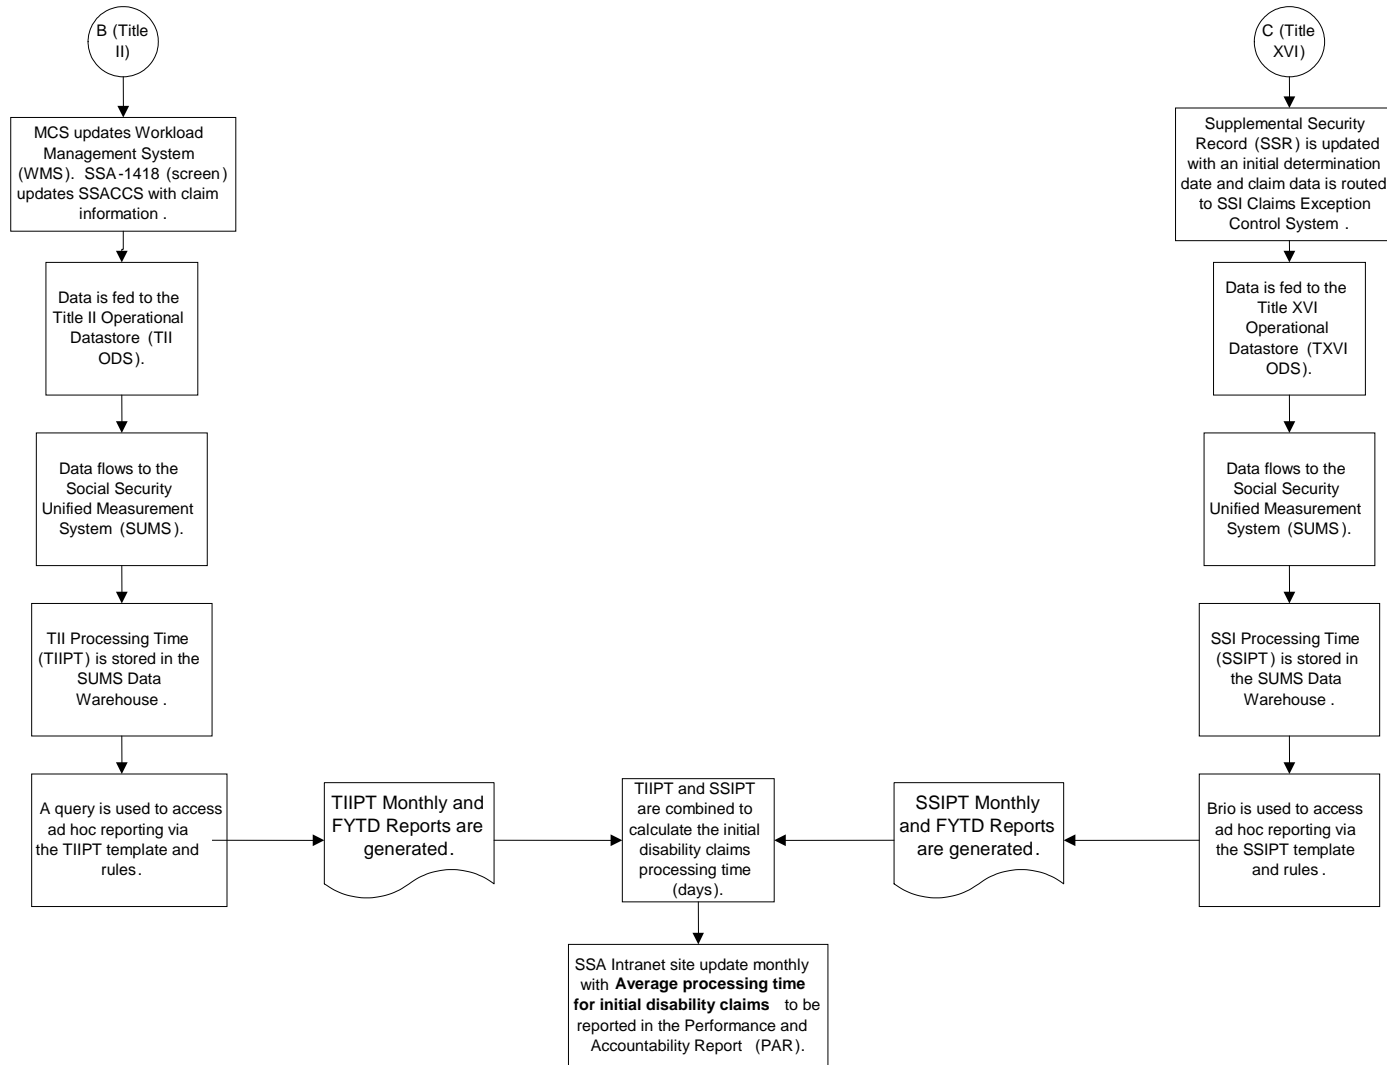 B (Title
II)
MCS updates Workload
Management System
(WMS). SSA-1418 (screen)
updates SSACCS with claim
information .
Data is fed to the
Title II Operational
Datastore (TII
ODS).
Data flows to the
Social Security
Unified Measurement
System (SUMS).
TII Processing Time
(TIIPT) is stored in the
SUMS Data
Warehouse .
A query is used to access
ad hoc reporting via
the TIIPT template and
rules.
TIIPT Monthly and
FYTD Reports are
generated.
TIIPT and SSIPT
are combined to
calculate the initial
disability claims
processing time
(days).
SSA Intranet site update monthly
with Average processing time
for initial disability claims to be
reported in the Performance and
Accountability Report (PAR).
C (Title
XVI)
Supplemental Security
Record (SSR) is updated
with an initial determination
date and claim data is routed
to SSI Claims Exception
Control System .
Data is fed to the
Title XVI
Operational
Datastore (TXVI
ODS).
Data flows to the
Social Security
Unified Measurement
System (SUMS).
SSI Processing Time
(SSIPT) is stored in
the SUMS Data
Warehouse .
Brio is used to access
ad hoc reporting via
the SSIPT template
and rules .
SSIPT Monthly
and FYTD Reports
are generated.